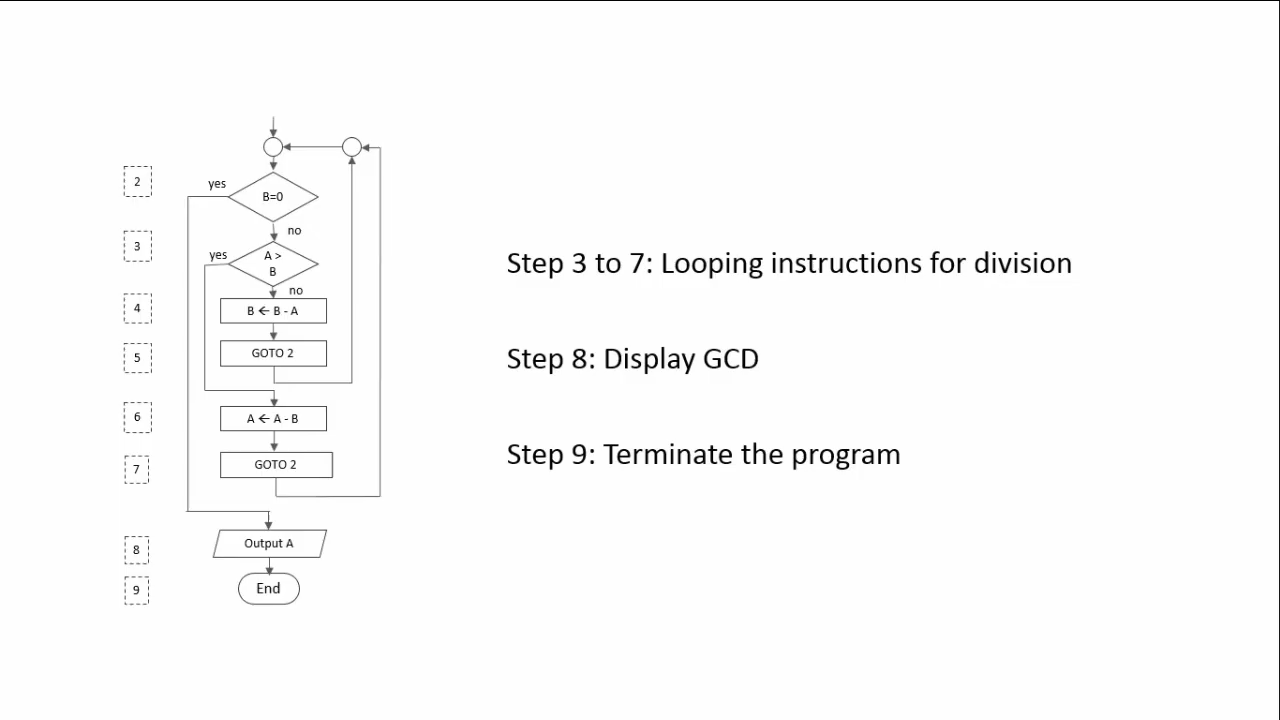 2
yes
B=0
no
3
yes
A >
B
no
4
B ← B - A
5
GOTO 2
6
A ← A - B
7
GOTO 2
8
Output A
9
End
Step 3 to 7: Looping instructions for division
Step 8: Display GCD
Step 9: Terminate the program